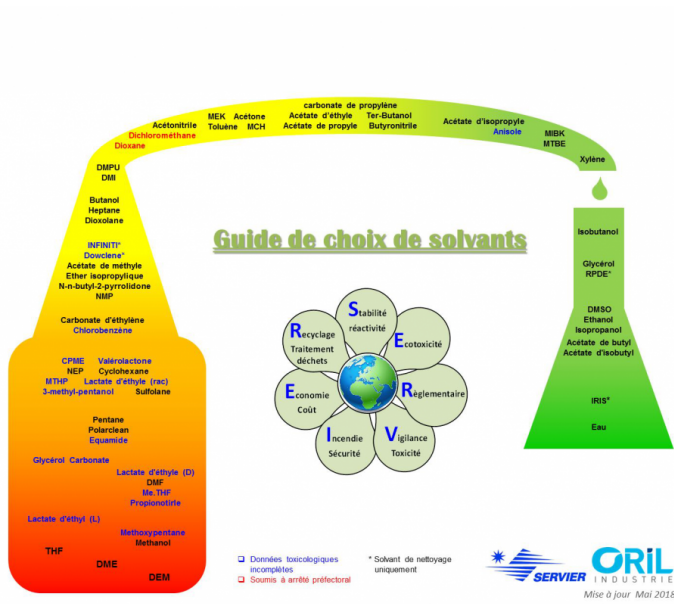 carbonate de propylène
MEK Acétone Acétate d'éthyle Ter-Butanol Acétate d'isopropyle
Acétonitrile Toluène MCH Acétate de propyle Butyronitrile Anisole MIBK
Dichlorométhane MTBE
Dioxane Xylène
DMPU
DMI
Butanol
Heptane
Dioxolane
INFINITI*
Dowclene*
Acétate de méthyle
Ether isopropylique
N-n-butyl-2-pyrrolidone
NMP
Carbonate d'éthylène
Chlorobenzène
CPME Valérolactone
NEP Cyclohexane
MTHP Lactate d'éthyle (rac)
3-methyl-pentanol Sulfolane
Pentane
Polarclean
Equamide
Glycérol Carbonate
Lactate d'éthyle (D)
DMF
Me.THF
Propionotirle
Lactate d'éthyl (L)
Methoxypentane
Methanol
THF
DME
DEM
Guide de choix de solvants
Stabilité
réactivité
Ecotoxicité
Règlementaire
Vigilance
Toxicité
Incendie
Sécurité
Economie
Coût
Recyclage
Traitement
déchets
Isobutanol
Glycérol
RPDE*
DMSO
Ethanol
Isopropanol
Acétate de butyl
Acétate d'isobutyl
IRIS*
Eau
Données toxicologiques
incomplètes
Soumis à arrêté préfectoral
* Solvant de nettoyage
uniquement
SERVIER
ORIL
INDUSTRIE
Mise à jour Mai 2018